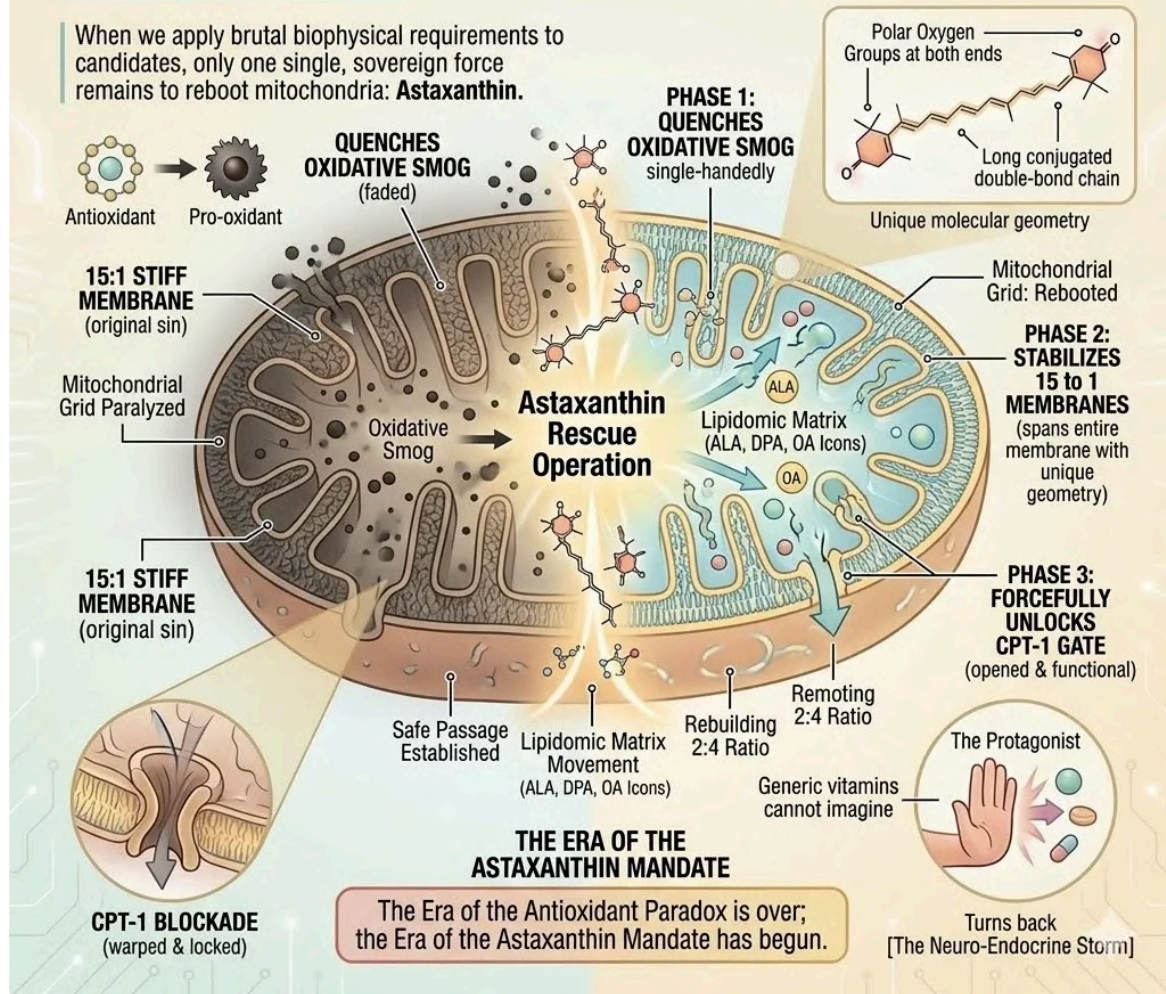 When we apply brutal biophysical requirements to
candidates, only one single, sovereign force
remains to reboot mitochondria: Astaxanthin.
Polar Oxygen
Groups at both ends
O
O
Long conjugated
double-bond chain
Unique molecular geometry
Antioxidant
Pro-oxidant
QUENCHES
OXIDATIVE SMOG
(faded)
PHASE 1:
QUENCHES
OXIDATIVE SMOG
single-handedly
15:1 STIFF
MEMBRANE
(original sin)
Mitochondrial
Grid: Rebooted
Mitochondrial
Grid Paralyzed
PHASE 2:
STABILIZES
15 to 1
MEMBRANES
(spans entire
membrane with
unique
geometry)
Oxidative
Smog
Astaxanthin
Rescue
Operation
ALA
Lipidomic Matrix
(ALA, DPA, OA Icons)
OA
15:1 STIFF
MEMBRANE
(original sin)
PHASE 3:
FORCEFULLY
UNLOCKS
CPT-1 GATE
(opened & functional)
Safe Passage
Established
Lipidomic Matrix
Movement
(ALA, DPA, OA Icons)
Rebuilding
2:4 Ratio
Remoting
2:4 Ratio
CPT-1 BLOCKADE
(warped & locked)
The Protagonist
Generic vitamins
cannot imagine
Turns back
[The Neuro-Endocrine Storm]
THE ERA OF THE
ASTAXANTHIN MANDATE
The Era of the Antioxidant Paradox is over;
the Era of the Astaxanthin Mandate has begun.